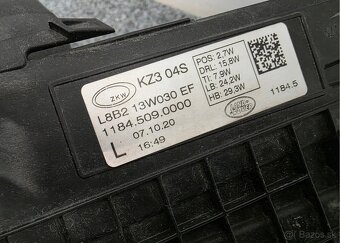 ZKW
KZ3 04S
L8B2 13W030 EF
1184.509.0000
07.10.20
L
16:49
POS: 2,7W
DRL: 15,8W
TI: 7,9W
LB: 24,2W
HB: 29,3W
1184.5
Bazos.sk